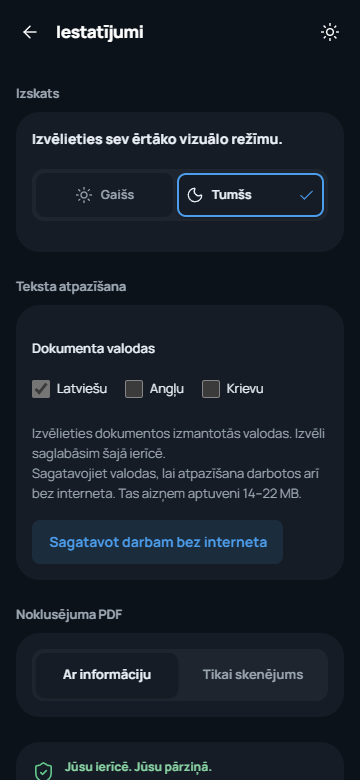 Iestatījumi
Izskats
Izvēlieties sev ērtāko vizuālo režīmu.
Gaišs
Tumšs
Teksta atpazīšana
Dokumenta valodas
Latviešu
Angļu
Krievu
Izvēlieties dokumentos izmantotās valodas. Izvēli
saglabāsim šajā ierīcē.
Sagatavojiet valodas, lai atpazīšana darbotos arī
bez interneta. Tas aizņem aptuveni 14–22 MB.
Sagatavot darbam bez interneta
Noklusējuma PDF
Ar informāciju
Tikai skenējums
Jūsu ierīcē. Jūsu pārziņā.